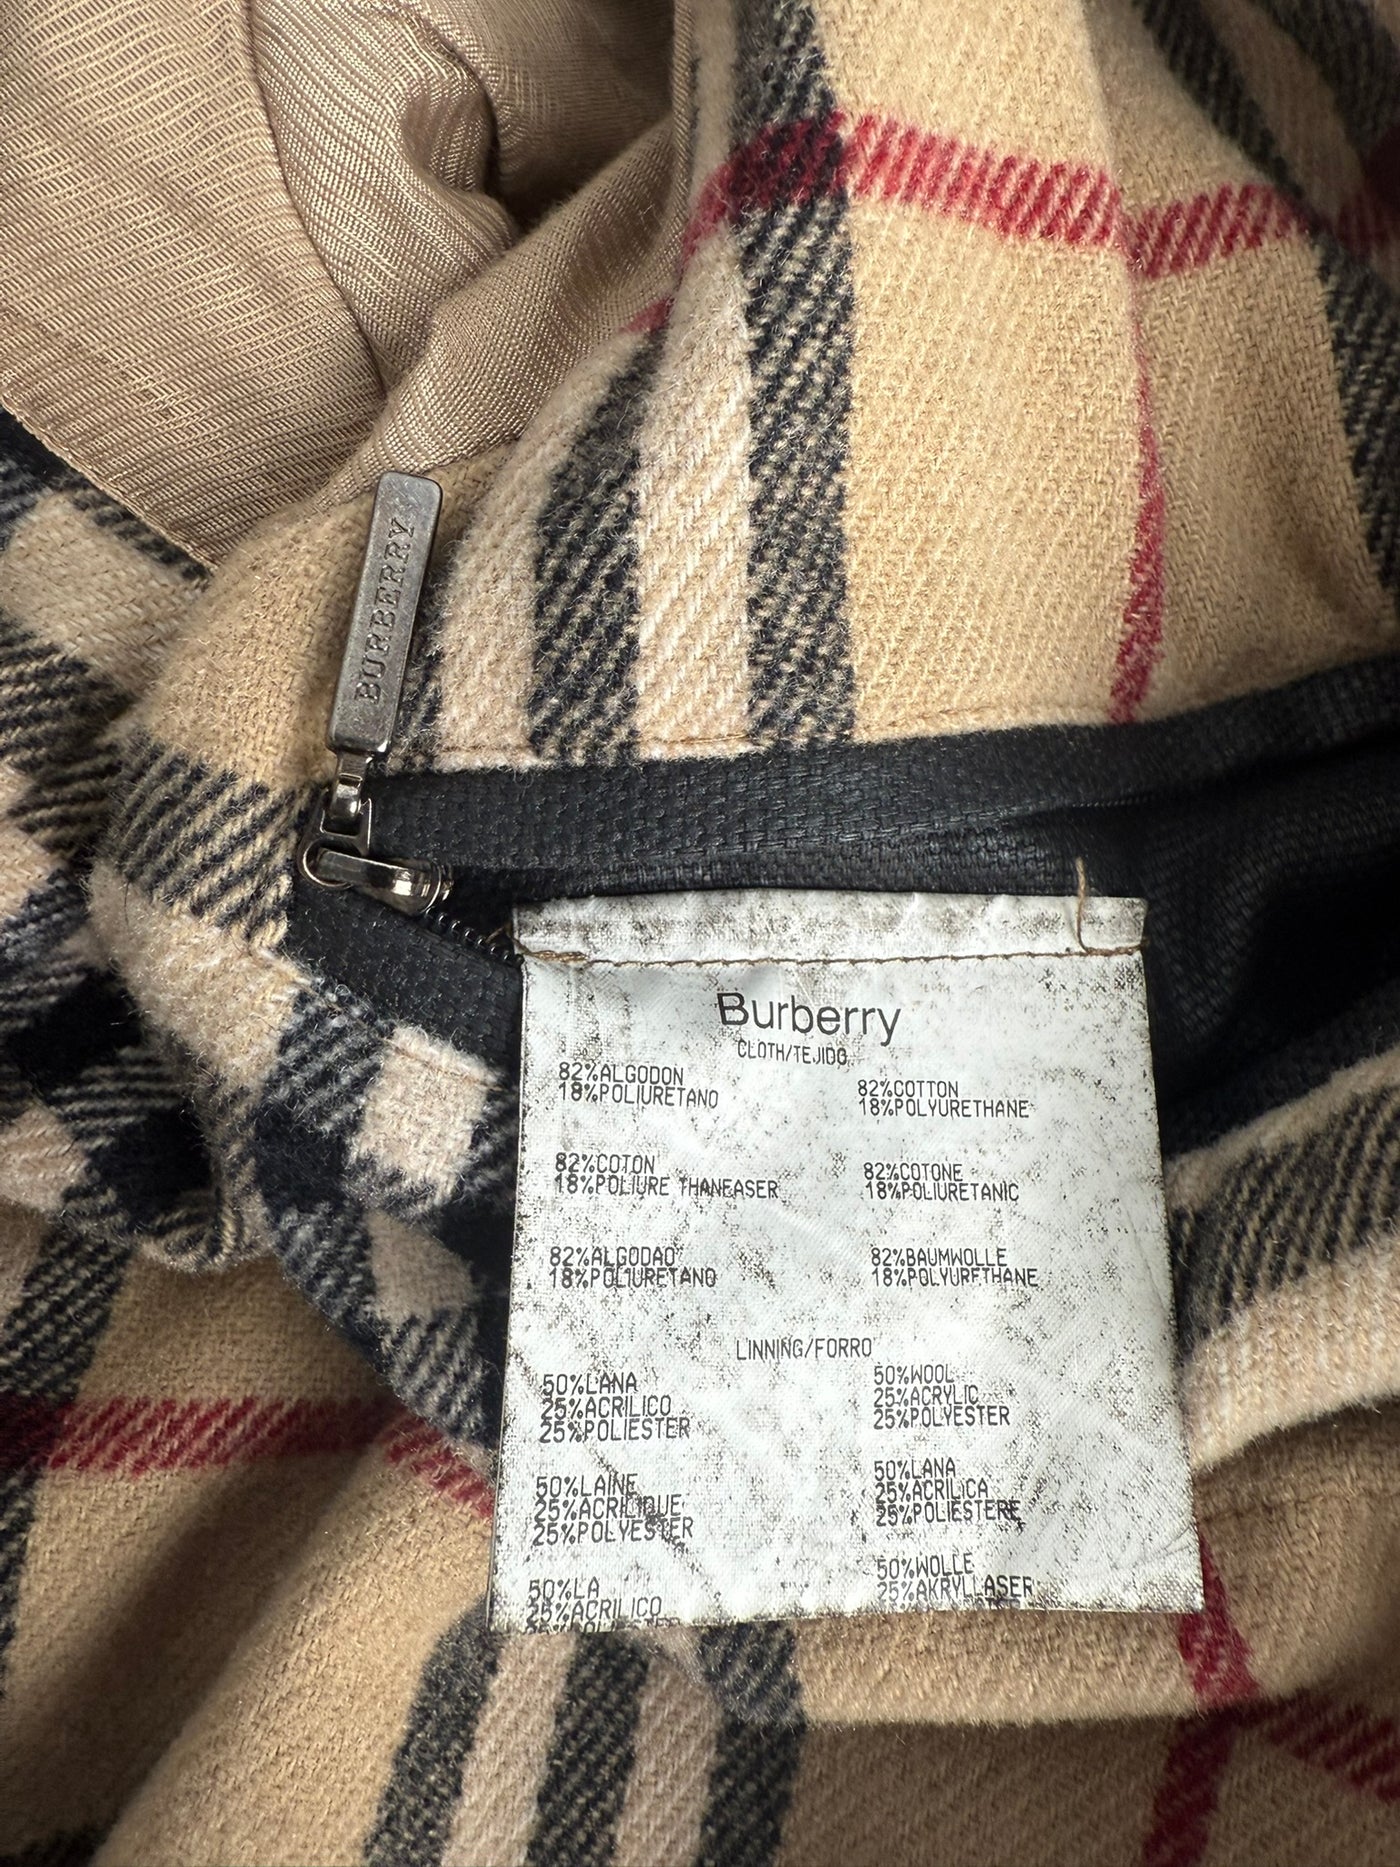 BURBERRY
Burberry
CLOTH/TEJIDO
82%ALGODON
18%POLIURETANO
82%COTTON
18%POLYURETHANE
82%COTON
18%POLIURE THANEASER
82%COTONE
18%POLIURETANIC
82%ALGODAO
18%POLIURETANO
82%BAUMWOLLE
18%POLYURETHANE
LINNING/FORRO
50%LANA
25%ACRILICO
25%POLIESTER
50%WOOL
25%ACRYLIC
25%POLYESTER
50%LAINE
25%ACRILIQUE
25%POLYESTER
50%LANA
25%ACRILICA
25%POLIESTERE
50%LA
25%ACRILICO
50%WOLLE
25%AKRYLLASER